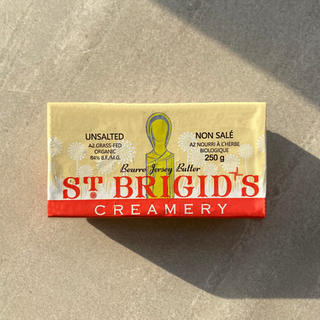 UNSALTED
A2 GRASS-FED
ORGANIC
84% B.F./M.G.
NON SALÉ
A2 NOURRI À L'HERBE
BIOLOGIQUE
250 g
Beurre Jersey Butter
ST. BRIGID'S
CREAMERY